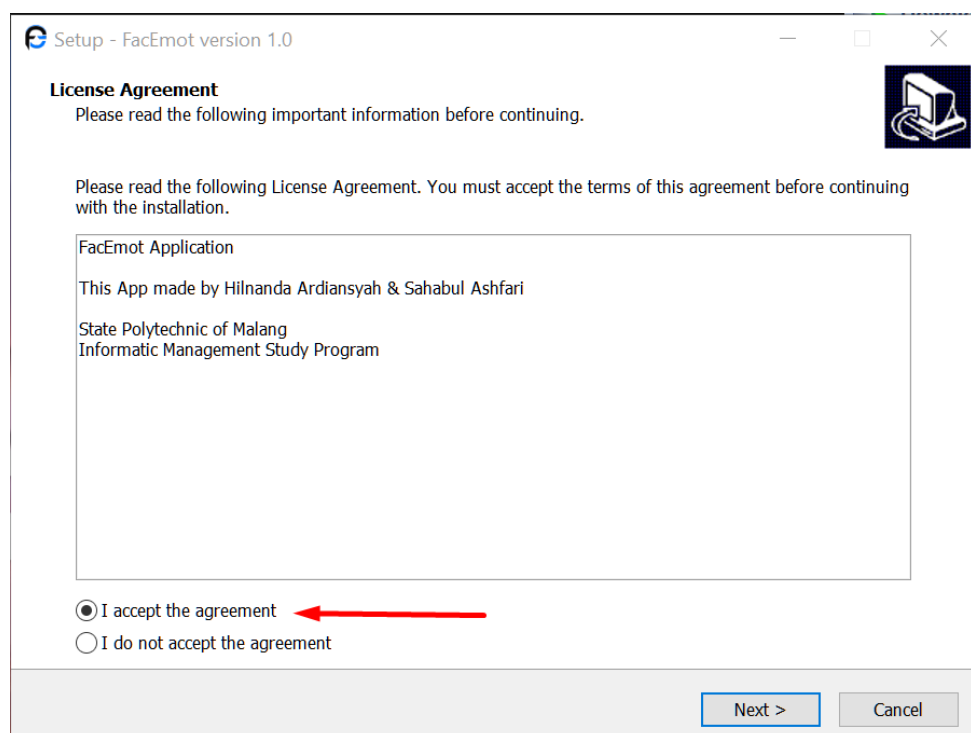 Setup - FacEmot version 1.0
License Agreement
Please read the following important information before continuing.
Please read the following License Agreement. You must accept the terms of this agreement before continuing
with the installation.
FacEmot Application
This App made by Hilnanda Ardiansyah & Sahabul Ashfari
State Polytechnic of Malang
Informatic Management Study Program
I accept the agreement
I do not accept the agreement
Next >
Cancel